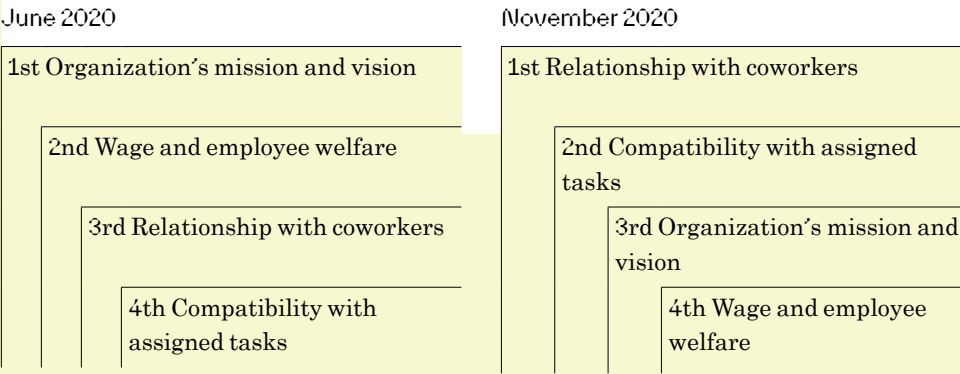 June 2020
1st Organization's mission and vision
2nd Wage and employee welfare
3rd Relationship with coworkers
4th Compatibility with
assigned tasks
November 2020
1st Relationship with coworkers
2nd Compatibility with assigned
tasks
3rd Organization's mission and
vision
4th Wage and employee
welfare